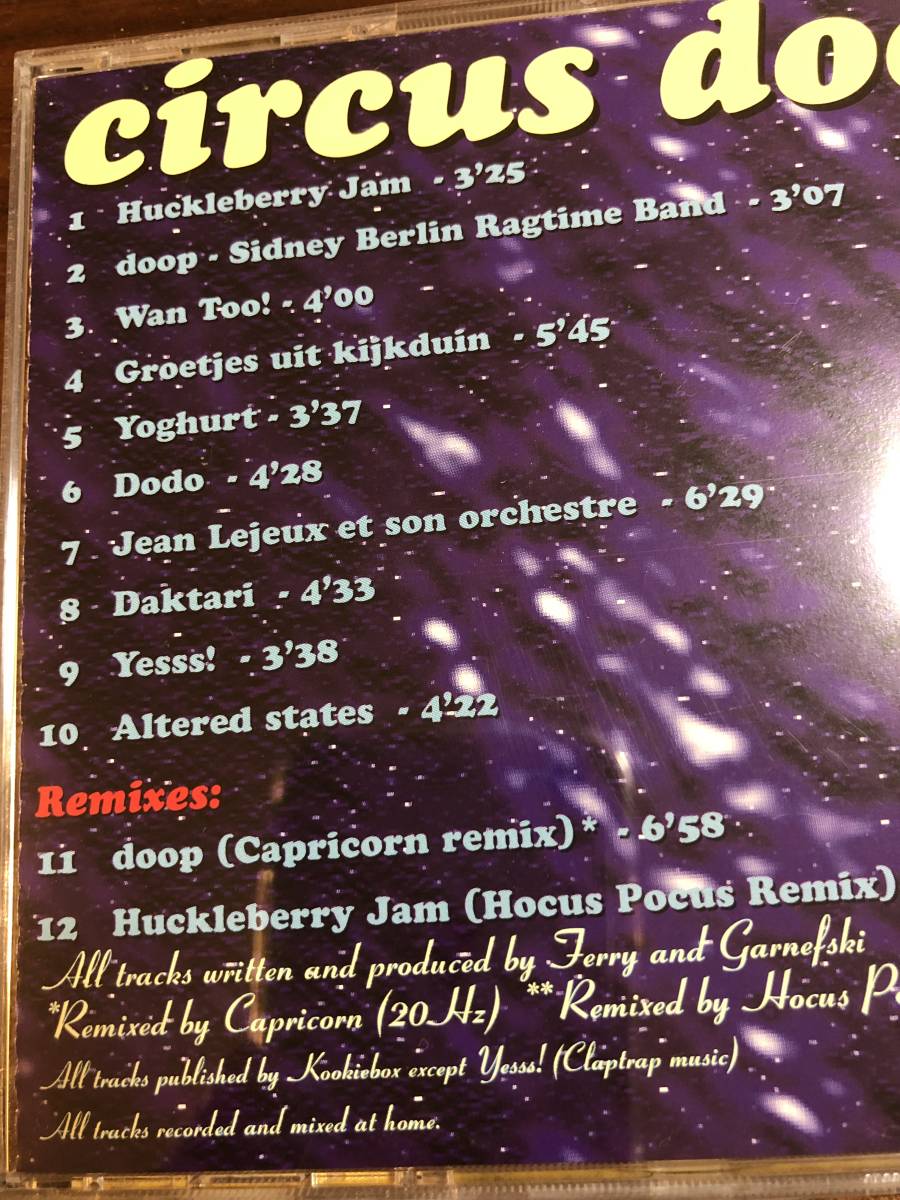 circus doo
1 Huckleberry Jam - 3'25
2 doop - Sidney Berlin Ragtime Band - 3'07
3 Wan Too! - 4'00
4 Groetjes uit kijkduin - 5'45
5 Yoghurt - 3'37
6 Dodo - 4'28
7 Jean Lejeux et son orchestre - 6'29
8 Daktari - 4'33
9 Yesss! - 3'38
10 Altered states - 4'22
Remixes:
11 doop (Capricorn remix)* - 6'58
12 Huckleberry Jam (Hocus Pocus Remix)
All tracks written and produced by Ferry and Garnefski
*Remixed by Capricorn (20Hz) **Remixed by Hocus P
All tracks published by Kookiebox except Yesss! (Claptrap music)
All tracks recorded and mixed at home.